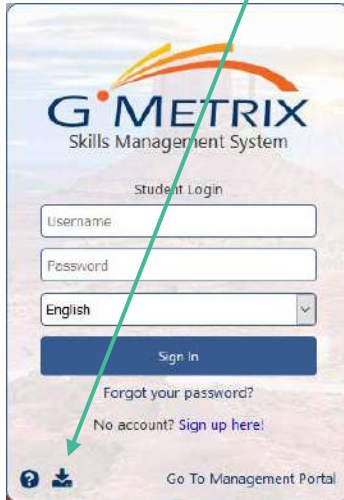 G•METRIX
Skills Management System
Student Login
Username
Password
English
Sign In
Forgot your password?
No account? Sign up here!
? Go To Management Portal